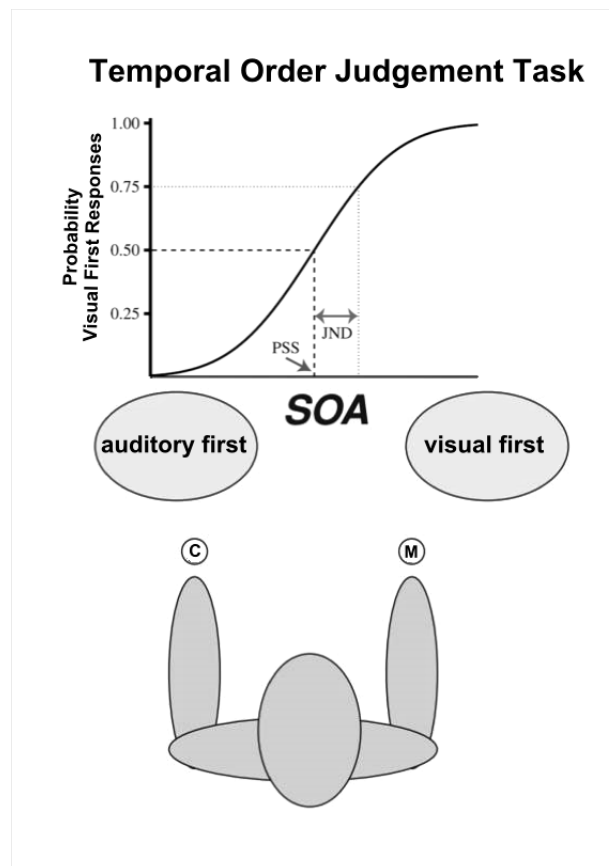 Temporal Order Judgement Task
Probability
Visual First Responses
1.00
0.75
0.50
0.25
JND
PSS
SOA
auditory first
visual first
C
M